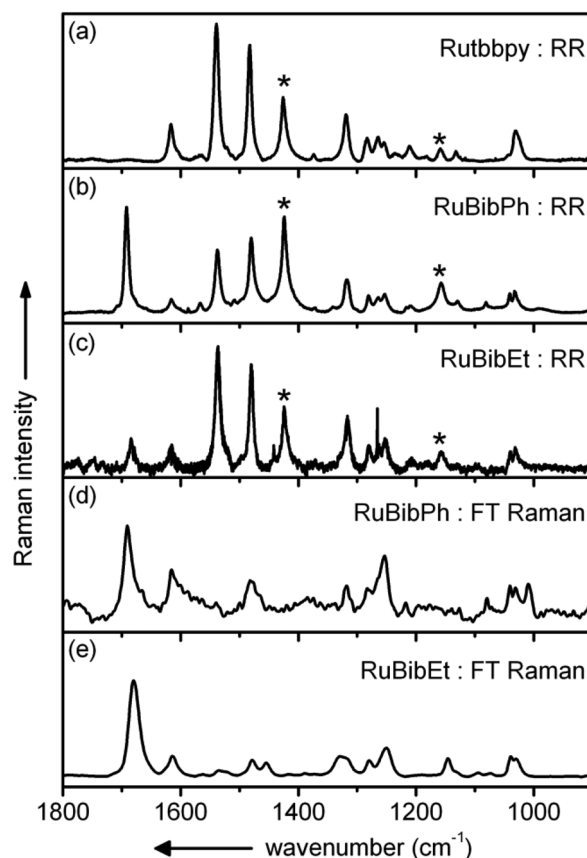 (a)
Rutbbpy : RR
*
*
(b)
RuBibPh : RR
*
*
(c)
RuBibEt : RR
*
*
(d)
RuBibPh : FT Raman
(e)
RuBibEt : FT Raman
Raman intensity
1800 1600 1400 1200 1000
wavenumber (cm⁻¹)